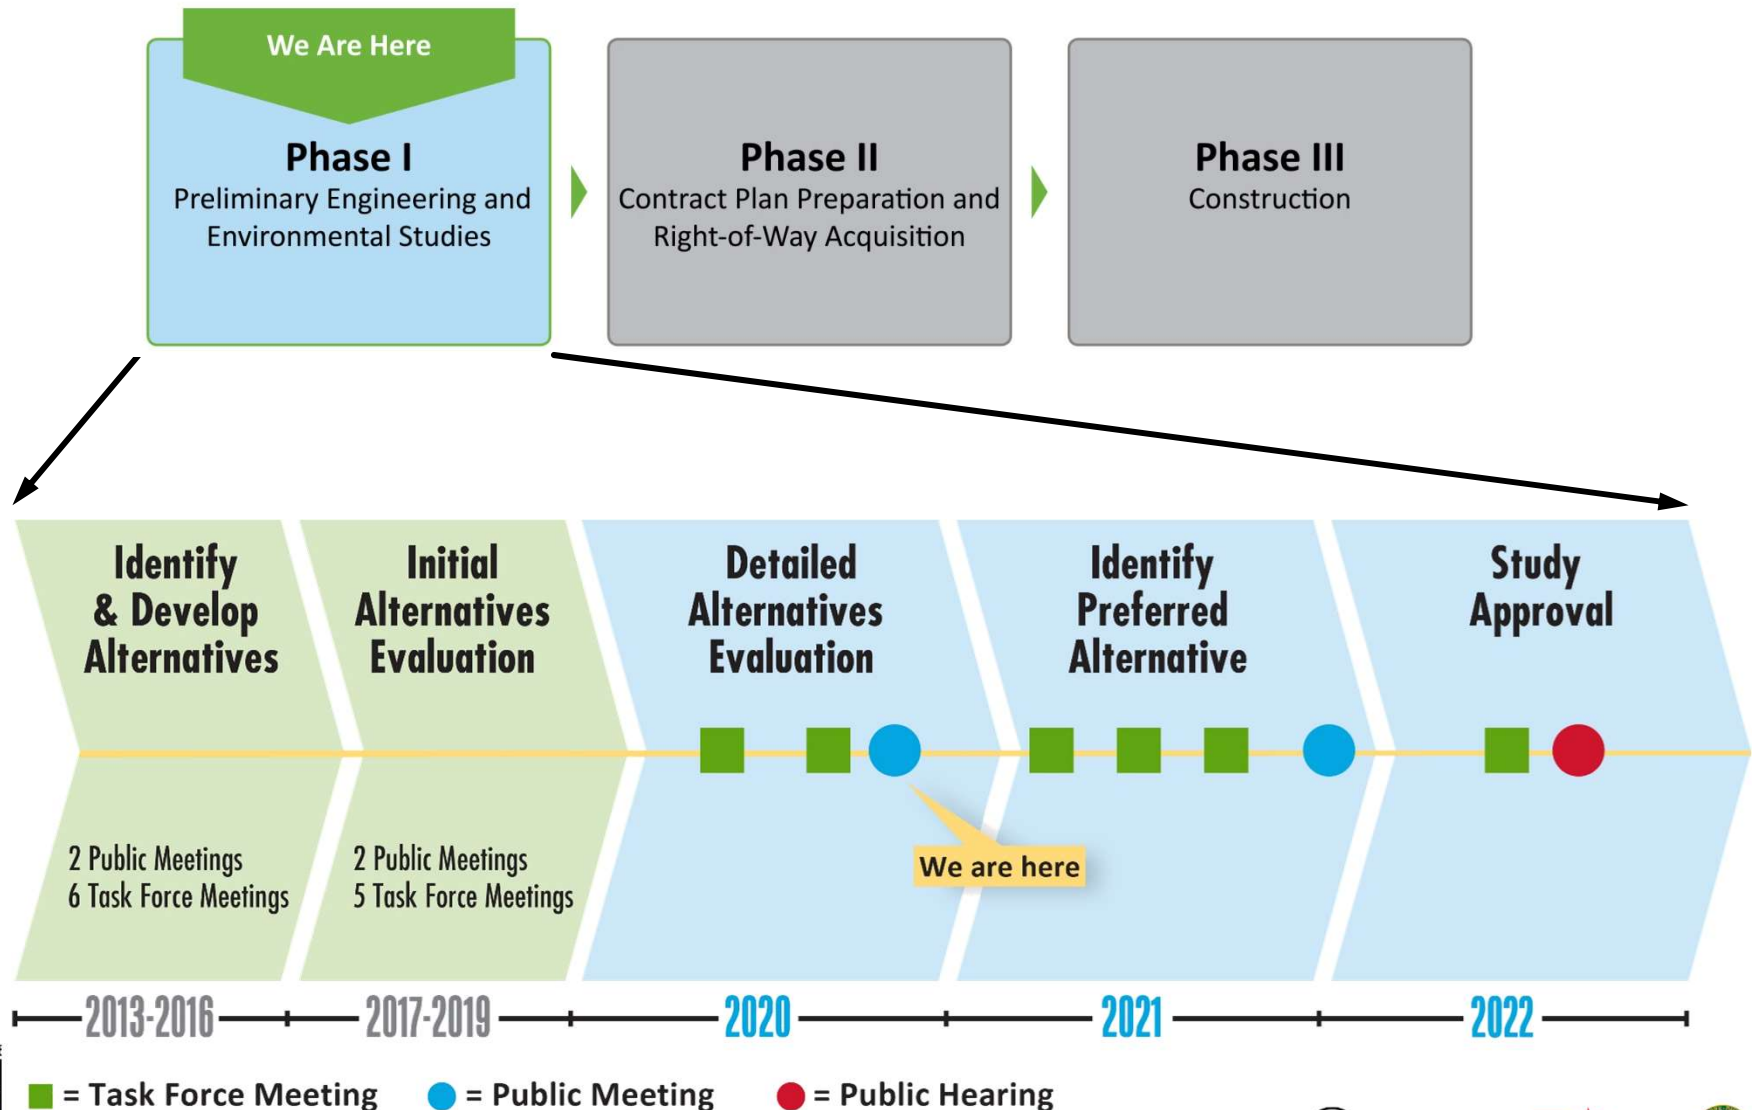 We Are Here
Phase I
Preliminary Engineering and
Environmental Studies
Phase II
Contract Plan Preparation and
Right-of-Way Acquisition
Phase III
Construction
Identify
& Develop
Alternatives
Initial
Alternatives
Evaluation
Detailed
Alternatives
Evaluation
Identify
Preferred
Alternative
Study
Approval
2 Public Meetings
6 Task Force Meetings
2 Public Meetings
5 Task Force Meetings
We are here
2013-2016
2017-2019
2020
2021
2022
= Task Force Meeting
= Public Meeting
= Public Hearing